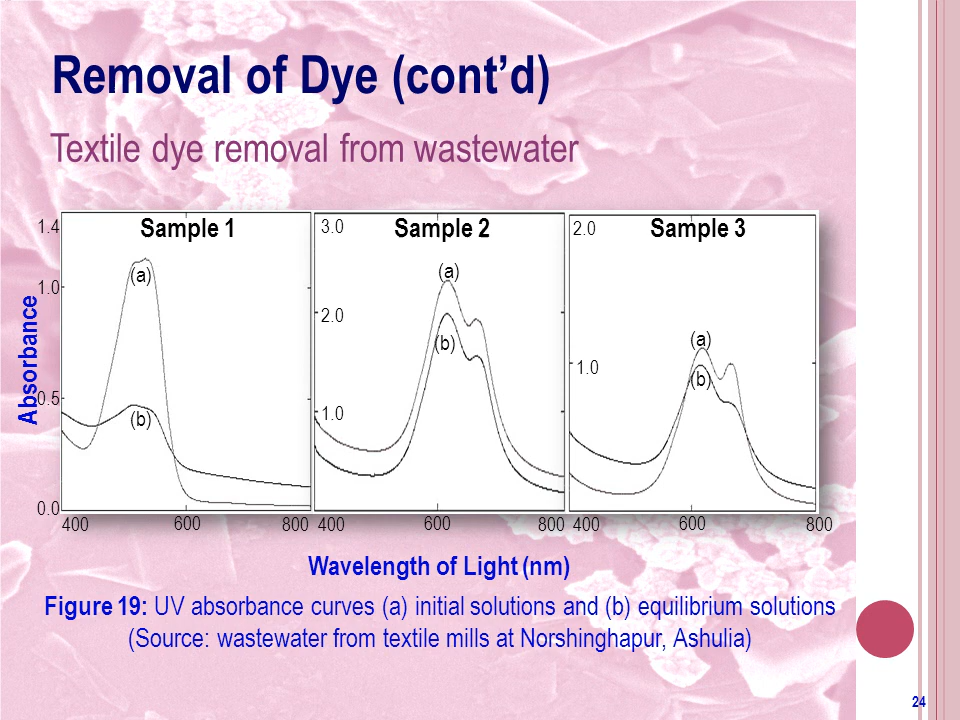 Removal of Dye (cont’d)
Textile dye removal from wastewater
Sample 1
Sample 2
Sample 3
Absorbance
1.4
1.0
0.5
0.0
(a)
(b)
400
600
800
3.0
2.0
1.0
(a)
(b)
400
600
800
2.0
1.0
(a)
(b)
400
600
800
Wavelength of Light (nm)
Figure 19: UV absorbance curves (a) initial solutions and (b) equilibrium solutions
(Source: wastewater from textile mills at Norshinghapur, Ashulia)
24